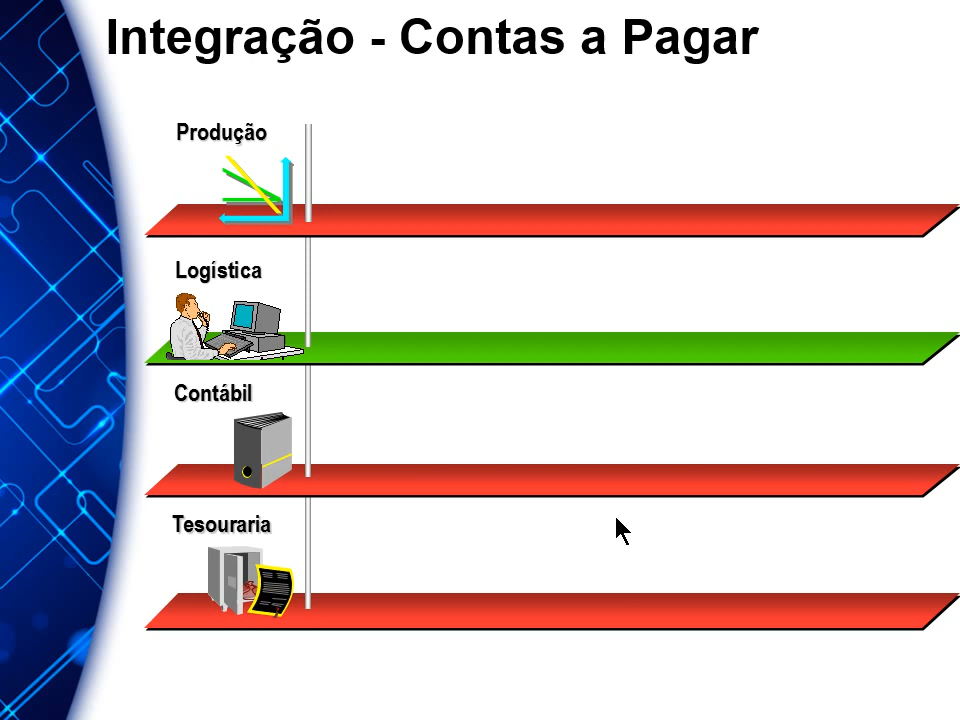 Integração - Contas a Pagar
Produção
Logística
Contábil
Tesouraria